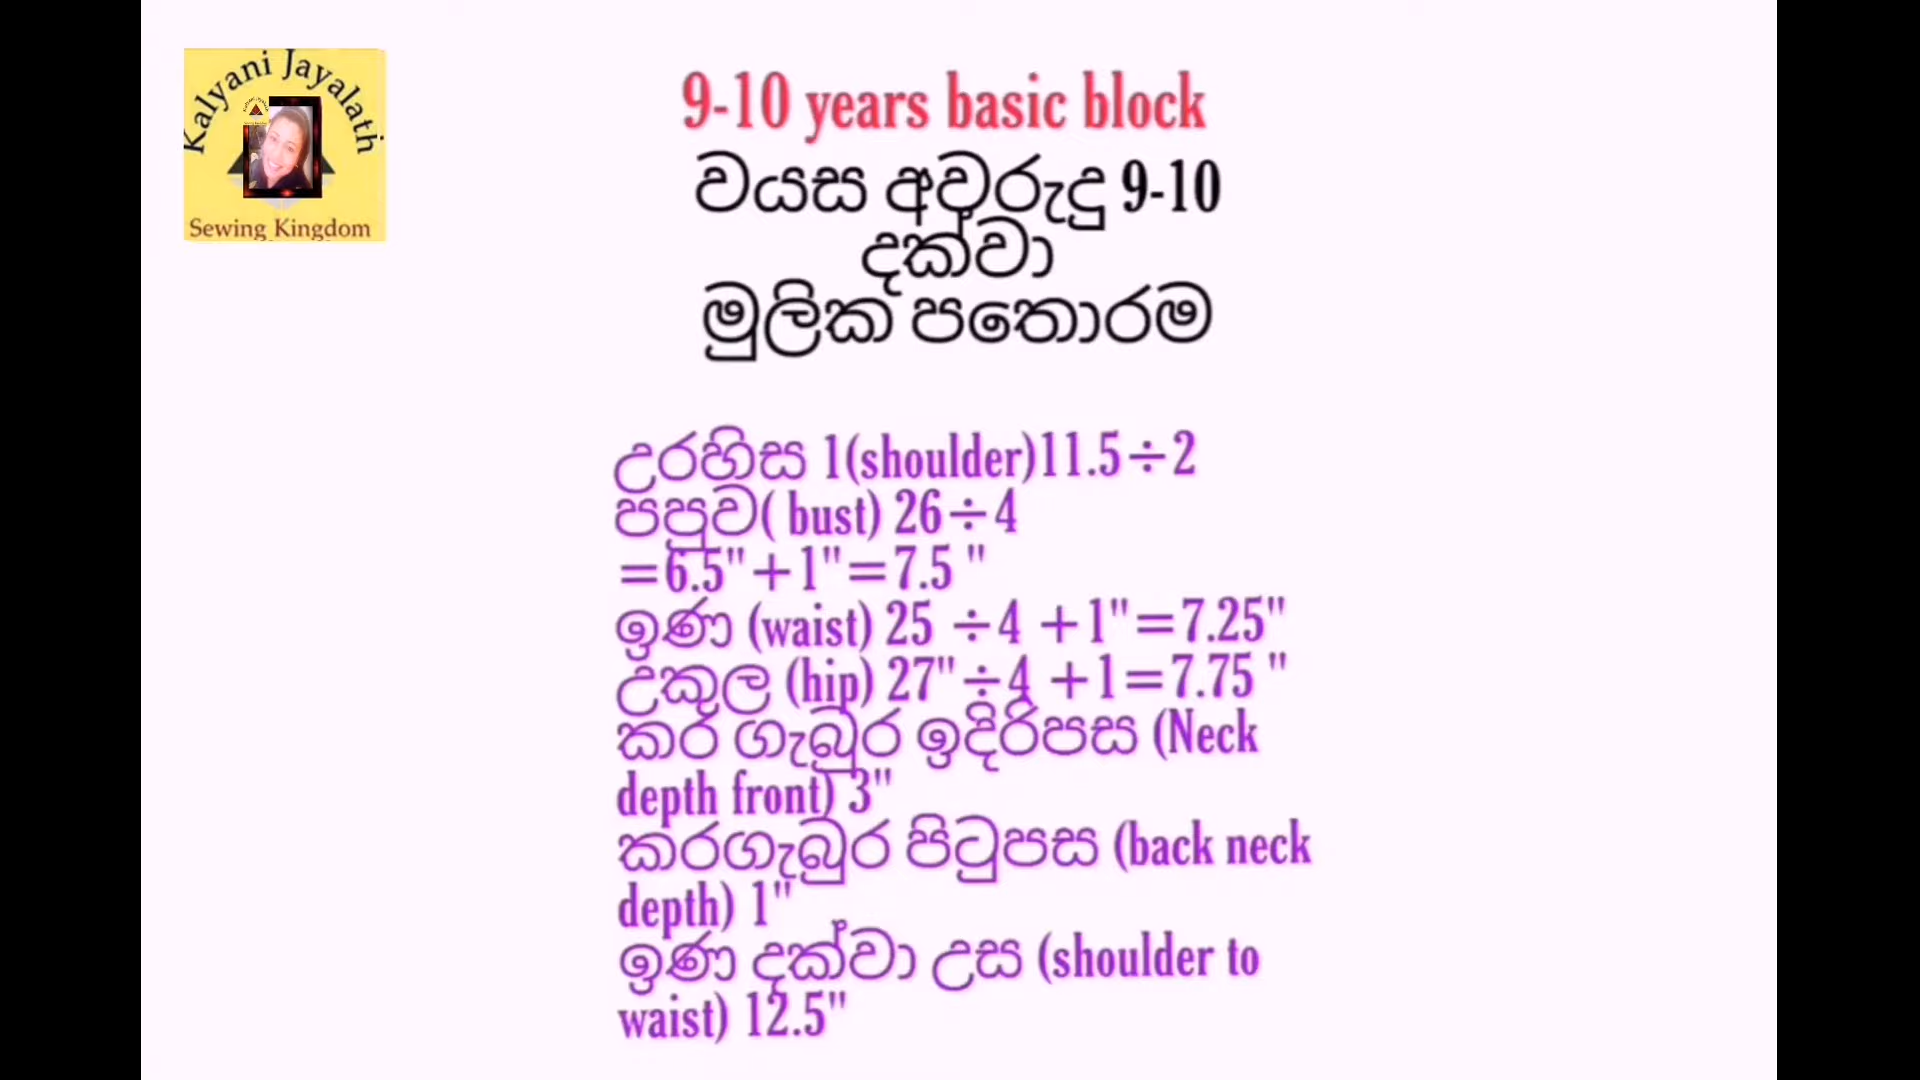 Kalyani Jayalath
Sewing Kingdom
9-10 years basic block
වයස අවරුදු 9-10
දක්වා
මුලික පතොරම
උරහිස 1(shoulder)11.5÷2
පපුව( bust) 26÷4
=6.5"+1"=7.5 "
ඉණ (waist) 25 ÷4 +1"=7.25"
උකුල (hip) 27"÷4 +1=7.75 "
කර ගැබුර ඉදිරිපස (Neck
depth front) 3"
කරගැබුර පිටුපස (back neck
depth) 1"
ඉණ දක්වා උස (shoulder to
waist) 12.5"